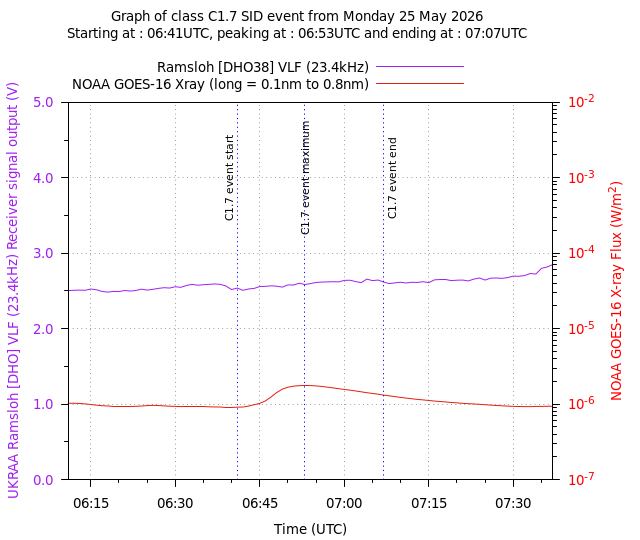 Graph of class C1.7 SID event from Monday 25 May 2026
Starting at : 06:41UTC, peaking at : 06:53UTC and ending at : 07:07UTC
Ramsloh [DHO38] VLF (23.4kHz)
NOAA GOES-16 Xray (long = 0.1nm to 0.8nm)
UKRAA Ramsloh [DHO] VLF (23.4kHz) Receiver signal output (V)
5.0
4.0
3.0
2.0
1.0
0.0
C1.7 event start
C1.7 event maximum
C1.7 event end
10^-2
10^-3
10^-4
10^-5
10^-6
10^-7
NOAA GOES-16 X-ray Flux (W/m²)
06:15
06:30
06:45
07:00
07:15
07:30
Time (UTC)